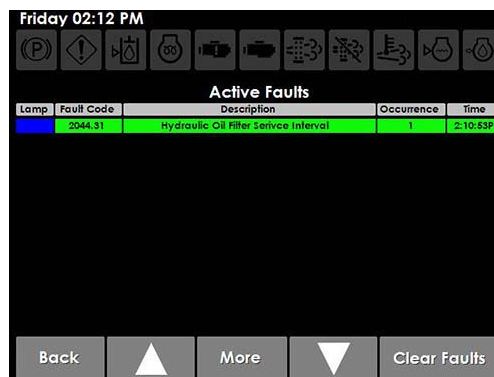 Friday 02:12 PM
(P)
Active Faults
Lamp Fault Code Description Occurrence Time
2044.31 Hydraulic Oil Filter Serivce Interval 1 2:10:53P
Back More Clear Faults